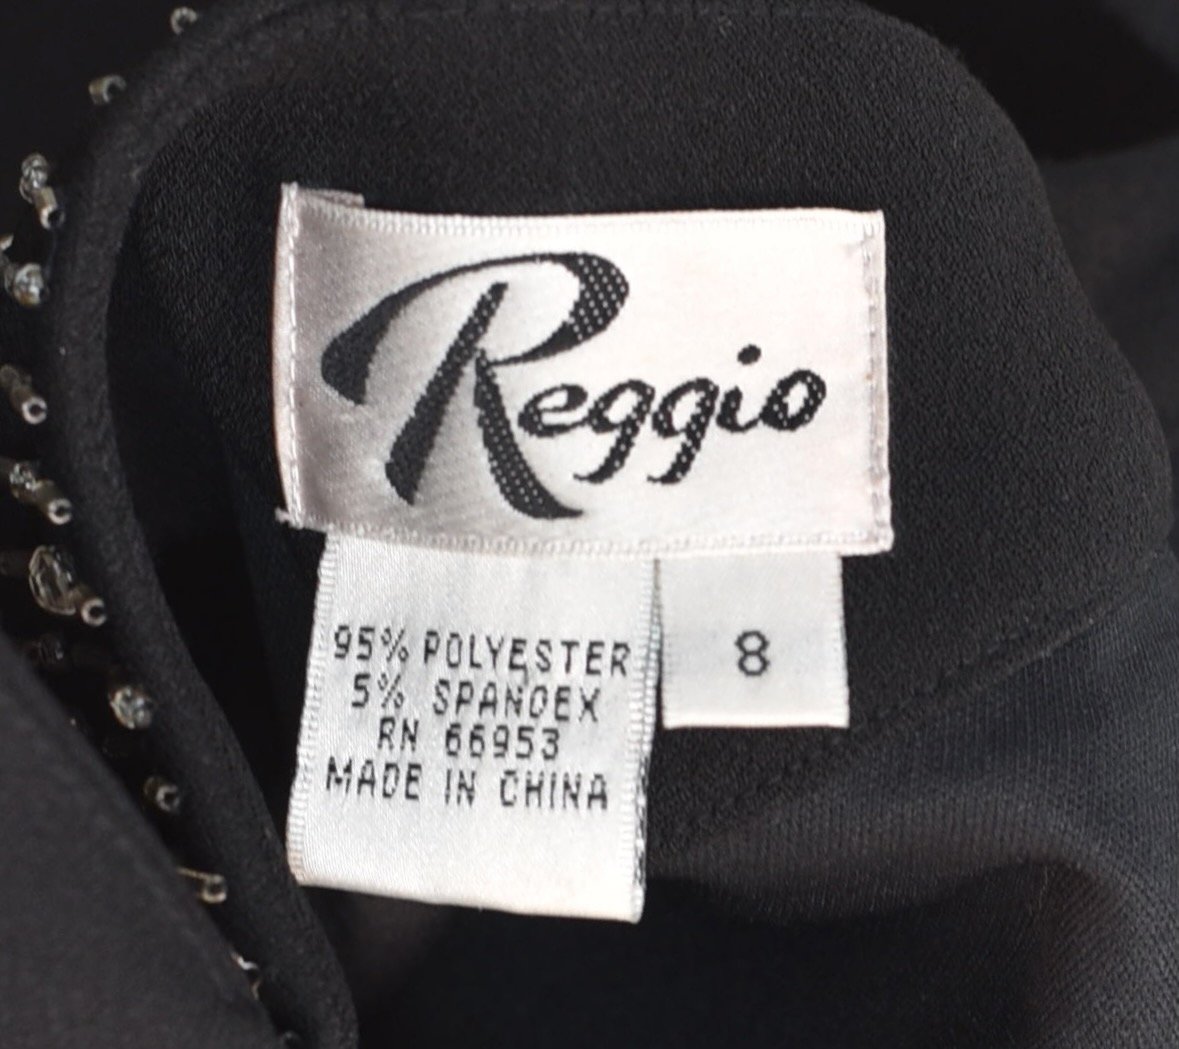 Reggio
95% POLYESTER
5% SPANDEX
RN 66953
MADE IN CHINA
8